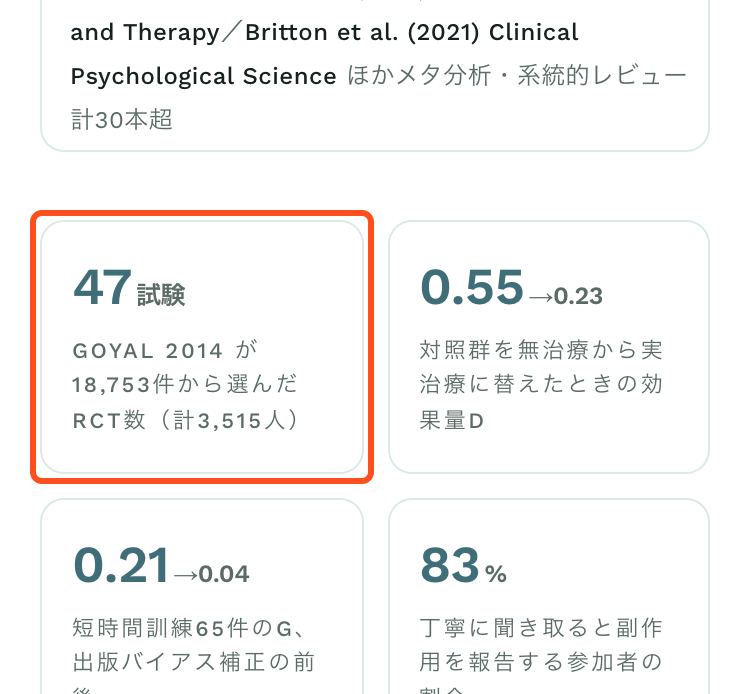 and Therapy／Britton et al. (2021) Clinical
Psychological Science ほかメタ分析・系統的レビュー
計30本超
47試験
GOYAL 2014 が
18,753件から選んだ
RCT数（計3,515人）
0.55→0.23
対照群を無治療から実
治療に替えたときの効
果量D
0.21→0.04
短時間訓練65件のG、
出版バイアス補正の前
83%
丁寧に聞き取ると副作
用を報告する参加者の